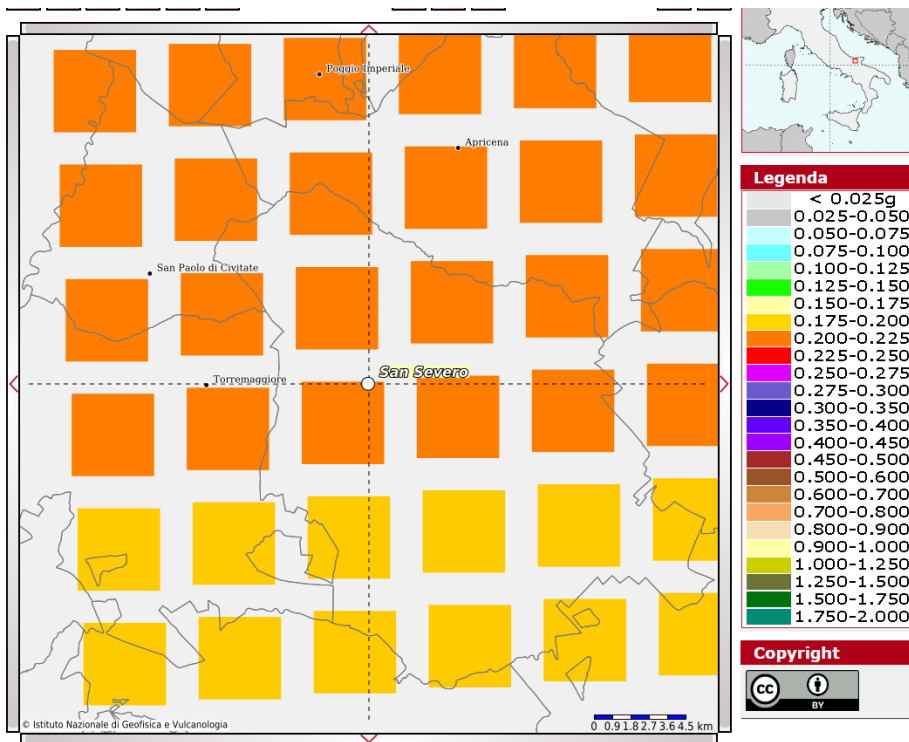 Poggio Imperiale
Apricena
San Paolo di Civitate
San Severo
Torremaggiore
© Istituto Nazionale di Geofisica e Vulcanologia
0 0.9 1.8 2.7 3.6 4.5 km
Legenda
< 0.025g
0.025-0.050
0.050-0.075
0.075-0.100
0.100-0.125
0.125-0.150
0.150-0.175
0.175-0.200
0.200-0.225
0.225-0.250
0.250-0.275
0.275-0.300
0.300-0.350
0.350-0.400
0.400-0.450
0.450-0.500
0.500-0.600
0.600-0.700
0.700-0.800
0.800-0.900
0.900-1.000
1.000-1.250
1.250-1.500
1.500-1.750
1.750-2.000
Copyright
cc
BY